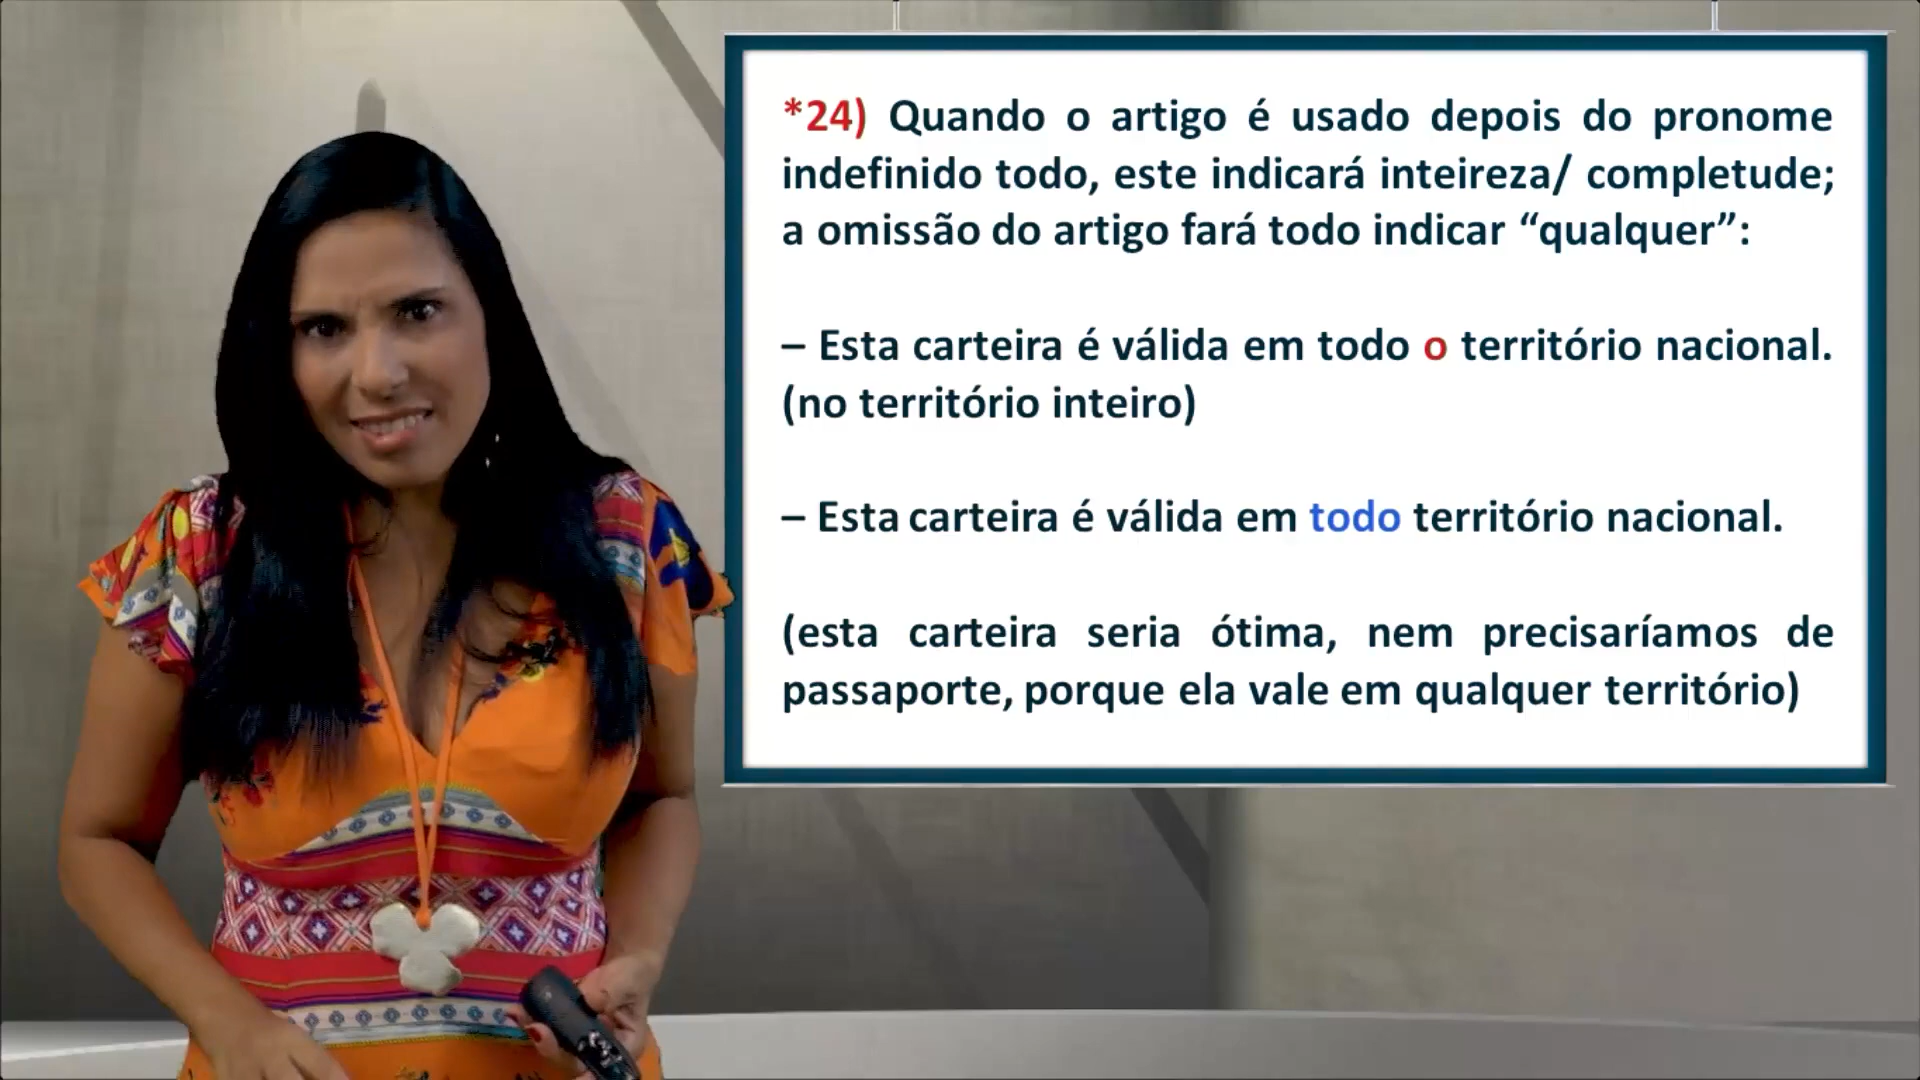 *24) Quando o artigo é usado depois do pronome
indefinido todo, este indicará inteireza/ completude;
a omissão do artigo fará todo indicar “qualquer”:
– Esta carteira é válida em todo o território nacional.
(no território inteiro)
– Esta carteira é válida em todo território nacional.
(esta carteira seria ótima, nem precisaríamos de
passaporte, porque ela vale em qualquer território)